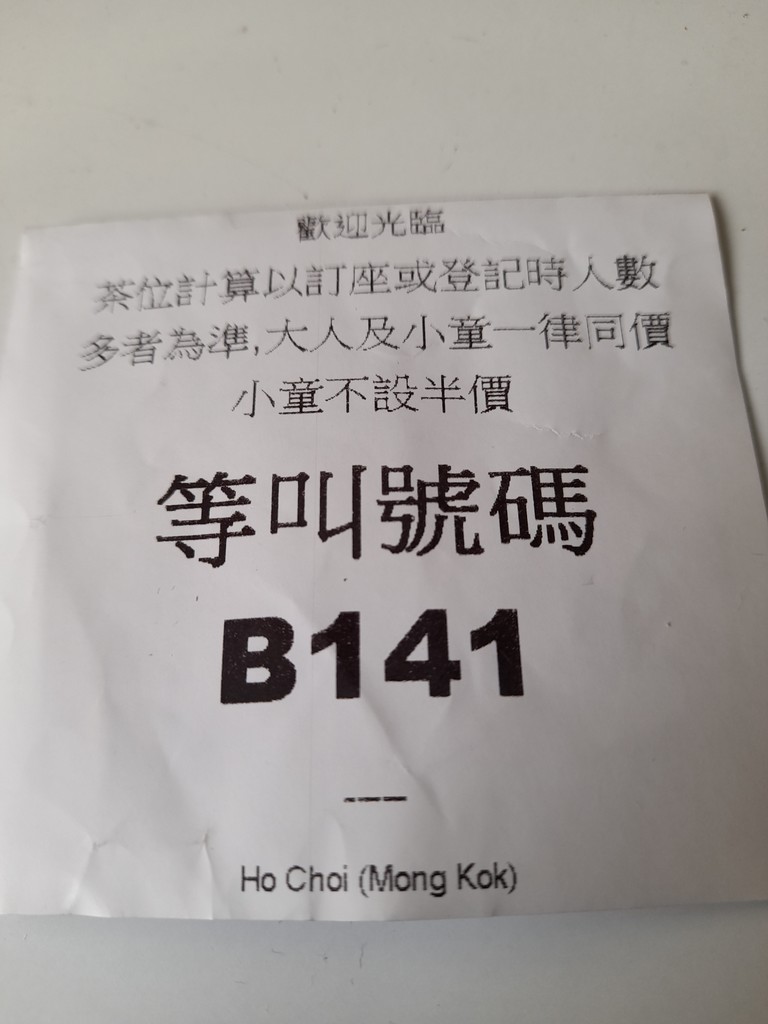 歡迎光臨
茶位計算以訂座或登記時人數
多者為準,大人及小童一律同價
小童不設半價
等叫號碼
B141
Ho Choi (Mong Kok)